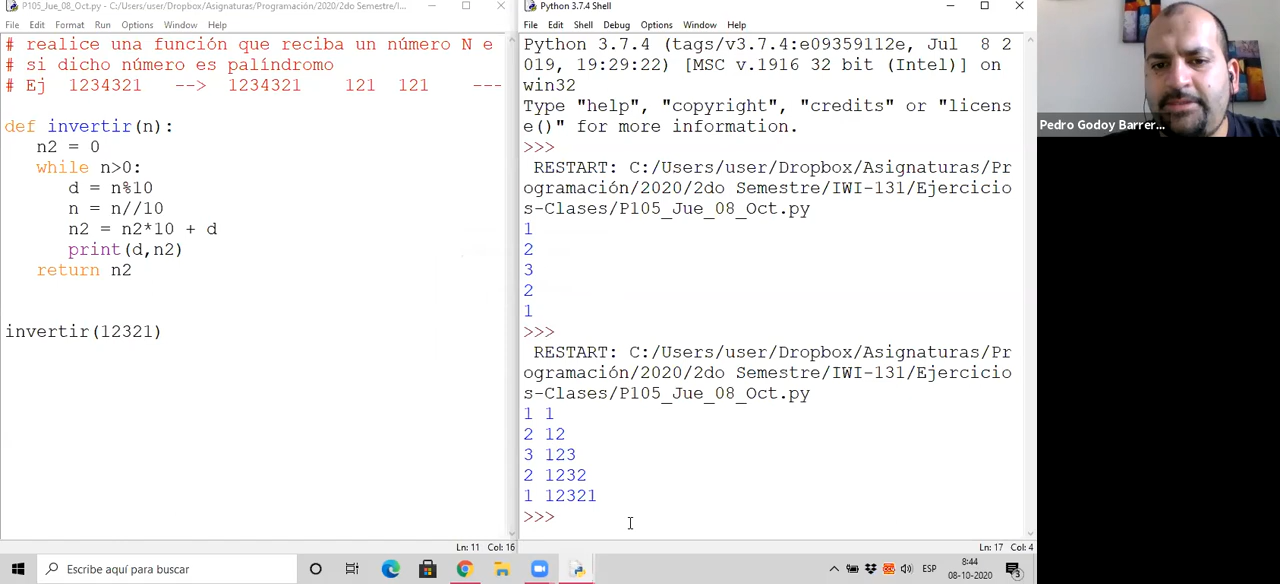 P105_Jue_08_Oct.py - C:/Users/user/Dropbox/Asignaturas/Programación/2020/2do Semestre/I...
File Edit Format Run Options Window Help
# realice una función que reciba un número N e
# si dicho número es palíndromo
# Ej 1234321 --> 1234321 121 121 ---
def invertir(n):
n2 = 0
while n>0:
d = n%10
n = n//10
n2 = n2*10 + d
print(d,n2)
return n2
invertir(12321)
Ln: 11 Col: 16
Python 3.7.4 Shell
File Edit Shell Debug Options Window Help
Python 3.7.4 (tags/v3.7.4:e09359112e, Jul 8 2
019, 19:29:22) [MSC v.1916 32 bit (Intel)] on
win32
Type "help", "copyright", "credits" or "licens
e()" for more information.
>>>
RESTART: C:/Users/user/Dropbox/Asignaturas/Pr
ogramación/2020/2do Semestre/IWI-131/Ejercicio
s-Clases/P105_Jue_08_Oct.py
1
2
3
2
1
>>>
RESTART: C:/Users/user/Dropbox/Asignaturas/Pr
ogramación/2020/2do Semestre/IWI-131/Ejercicio
s-Clases/P105_Jue_08_Oct.py
1 1
2 12
3 123
2 1232
1 12321
>>>
Ln: 17 Col: 4
Pedro Godoy Barrer...
Escribe aquí para buscar
ESP
8:44
08-10-2020
3